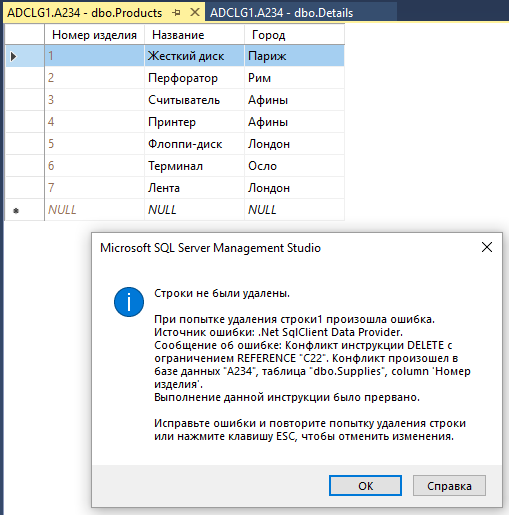 ADCLG1.A234 - dbo.Products ADCLG1.A234 - dbo.Details
Номер изделия Название Город
1 Жесткий диск Париж
2 Перфоратор Рим
3 Считыватель Афины
4 Принтер Афины
5 Флоппи-диск Лондон
6 Терминал Осло
7 Лента Лондон
NULL NULL NULL
Microsoft SQL Server Management Studio
Строки не были удалены.
При попытке удаления строки1 произошла ошибка.
Источник ошибки: .Net SqlClient Data Provider.
Сообщение об ошибке: Конфликт инструкции DELETE с
ограничением REFERENCE "C22". Конфликт произошел в
базе данных "A234", таблица "dbo.Supplies", column 'Номер
изделия'.
Выполнение данной инструкции было прервано.
Исправьте ошибки и повторите попытку удаления строки
или нажмите клавишу ESC, чтобы отменить изменения.
OK Справка